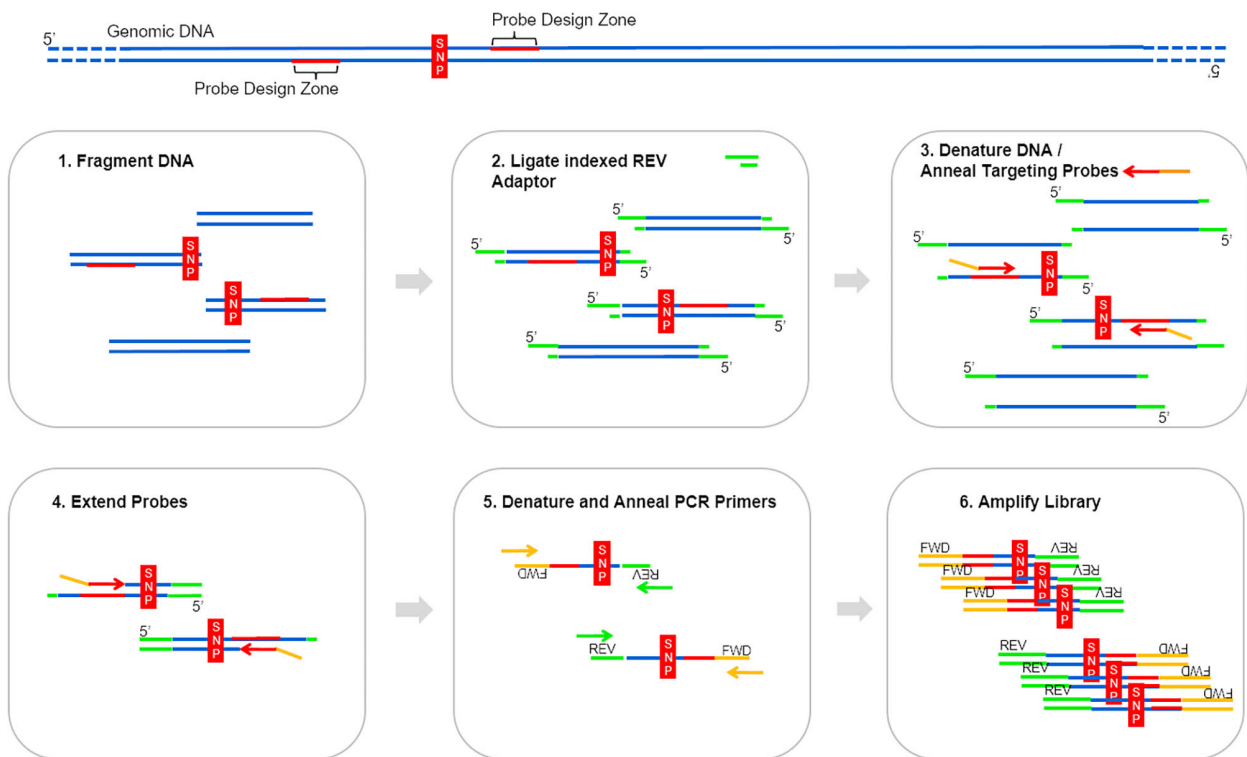 Probe Design Zone
5’ Genomic DNA
SNP
5’
Probe Design Zone
1. Fragment DNA
SNP
SNP
2. Ligate indexed REV
Adaptor
5’
5’
SNP
5’
5’
5’
SNP
5’
5’
5’
3. Denature DNA /
Anneal Targeting Probes
5’
5’
5’
SNP
5’
5’
SNP
5’
5’
5’
4. Extend Probes
SNP
5’
5’
SNP
5. Denature and Anneal PCR Primers
SNP
FWD
REV
REV
SNP
FWD
6. Amplify Library
FWD
SNP
REV
FWD
SNP
REV
FWD
SNP
REV
REV
SNP
FWD
REV
SNP
FWD
REV
SNP
FWD